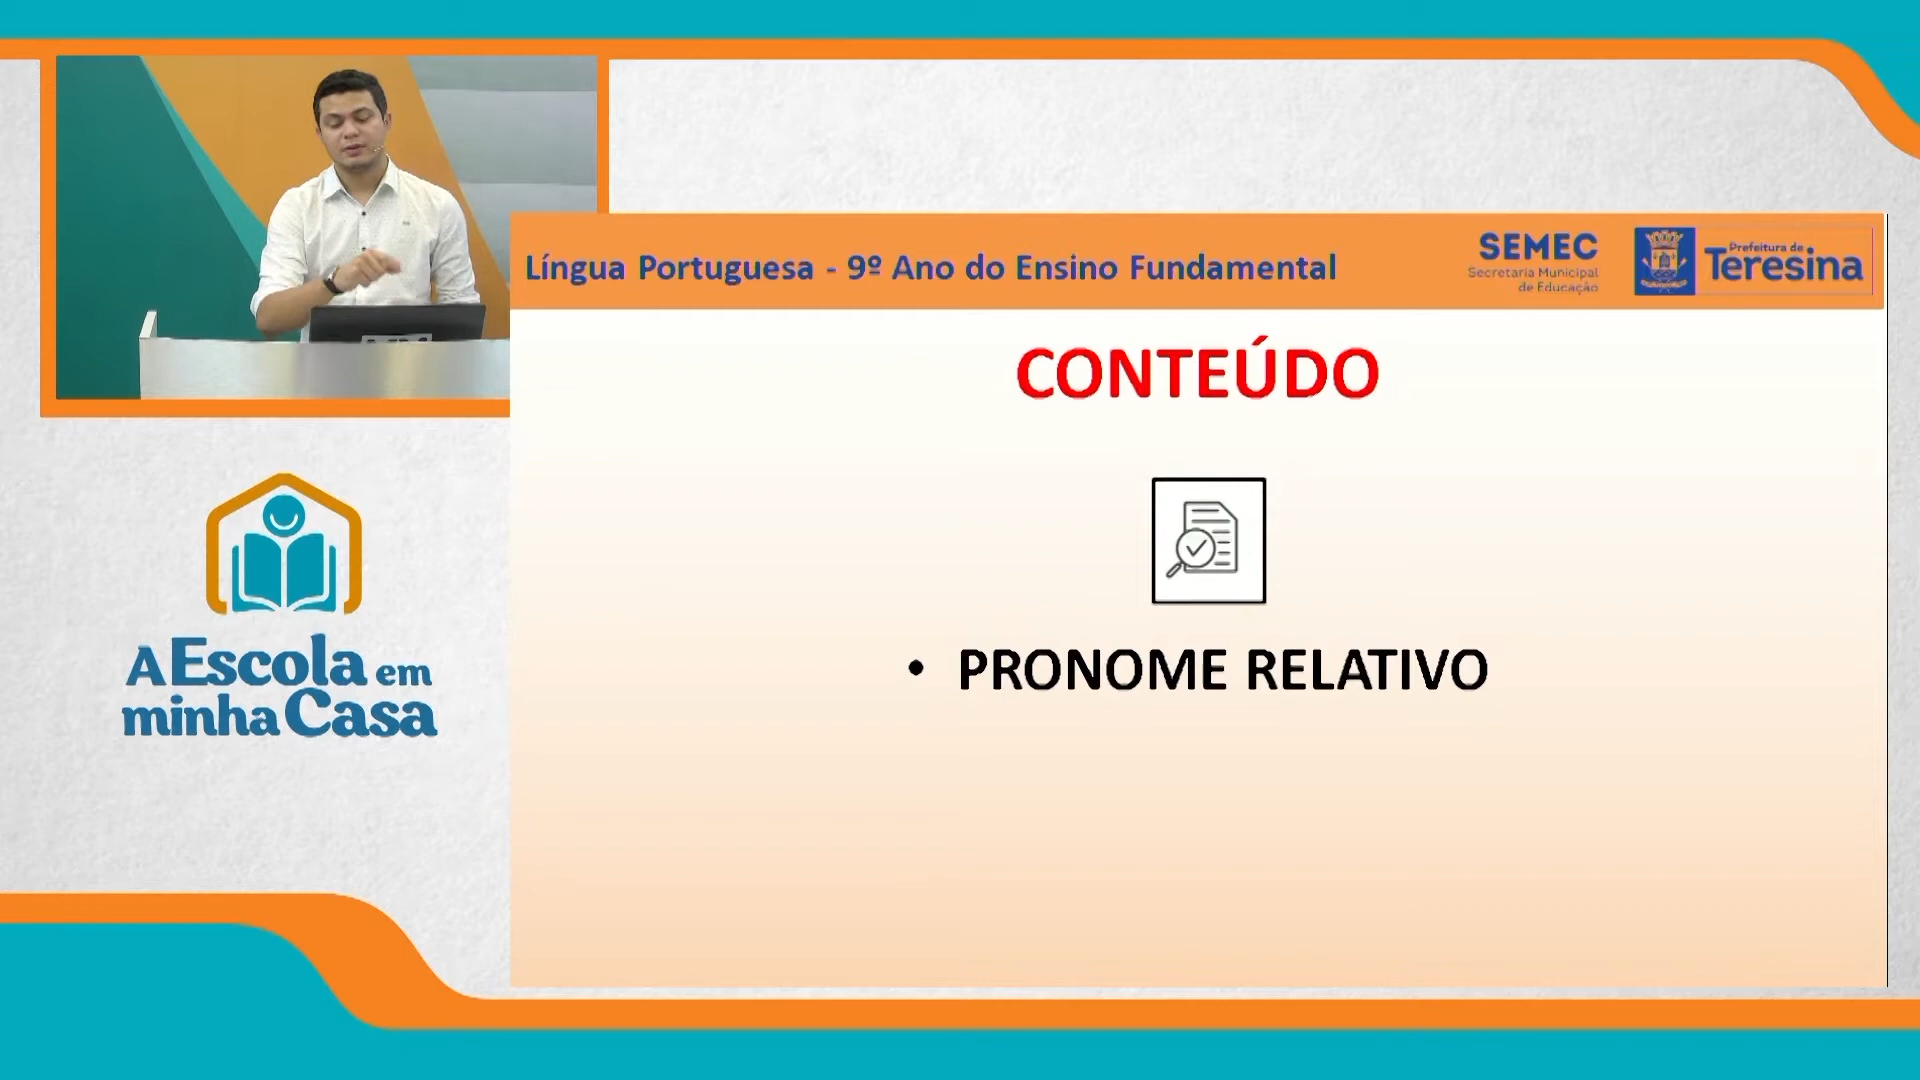 Língua Portuguesa - 9º Ano do Ensino Fundamental
SEMEC
Secretaria Municipal
de Educação
Prefeitura de
Teresina
CONTEÚDO
• PRONOME RELATIVO
A Escola em
minha Casa